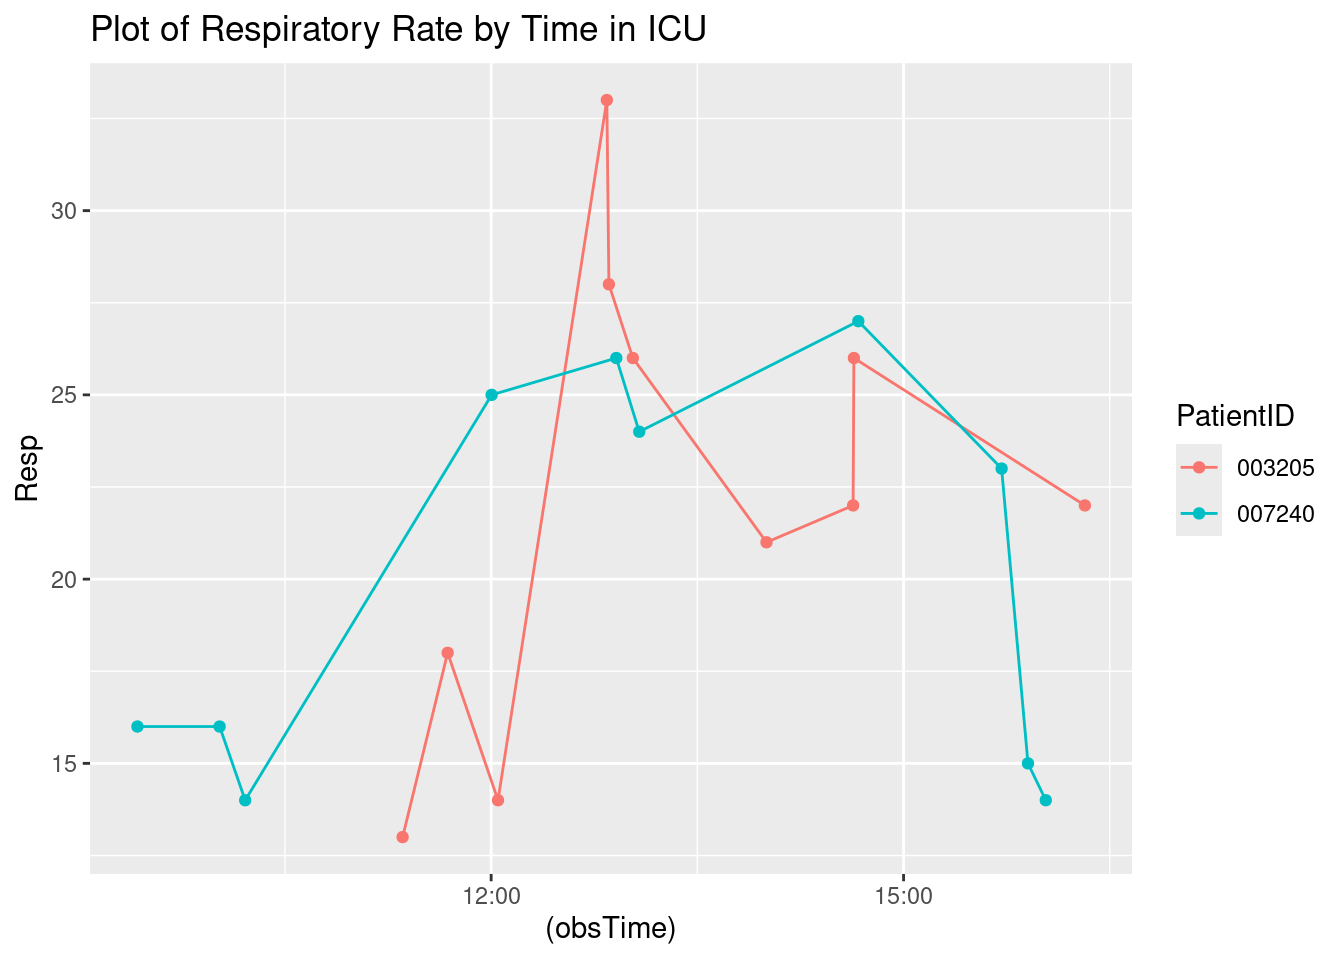 Plot of Respiratory Rate by Time in ICU
30
25
20
15
Resp
12:00
15:00
(obsTime)
PatientID
003205
007240